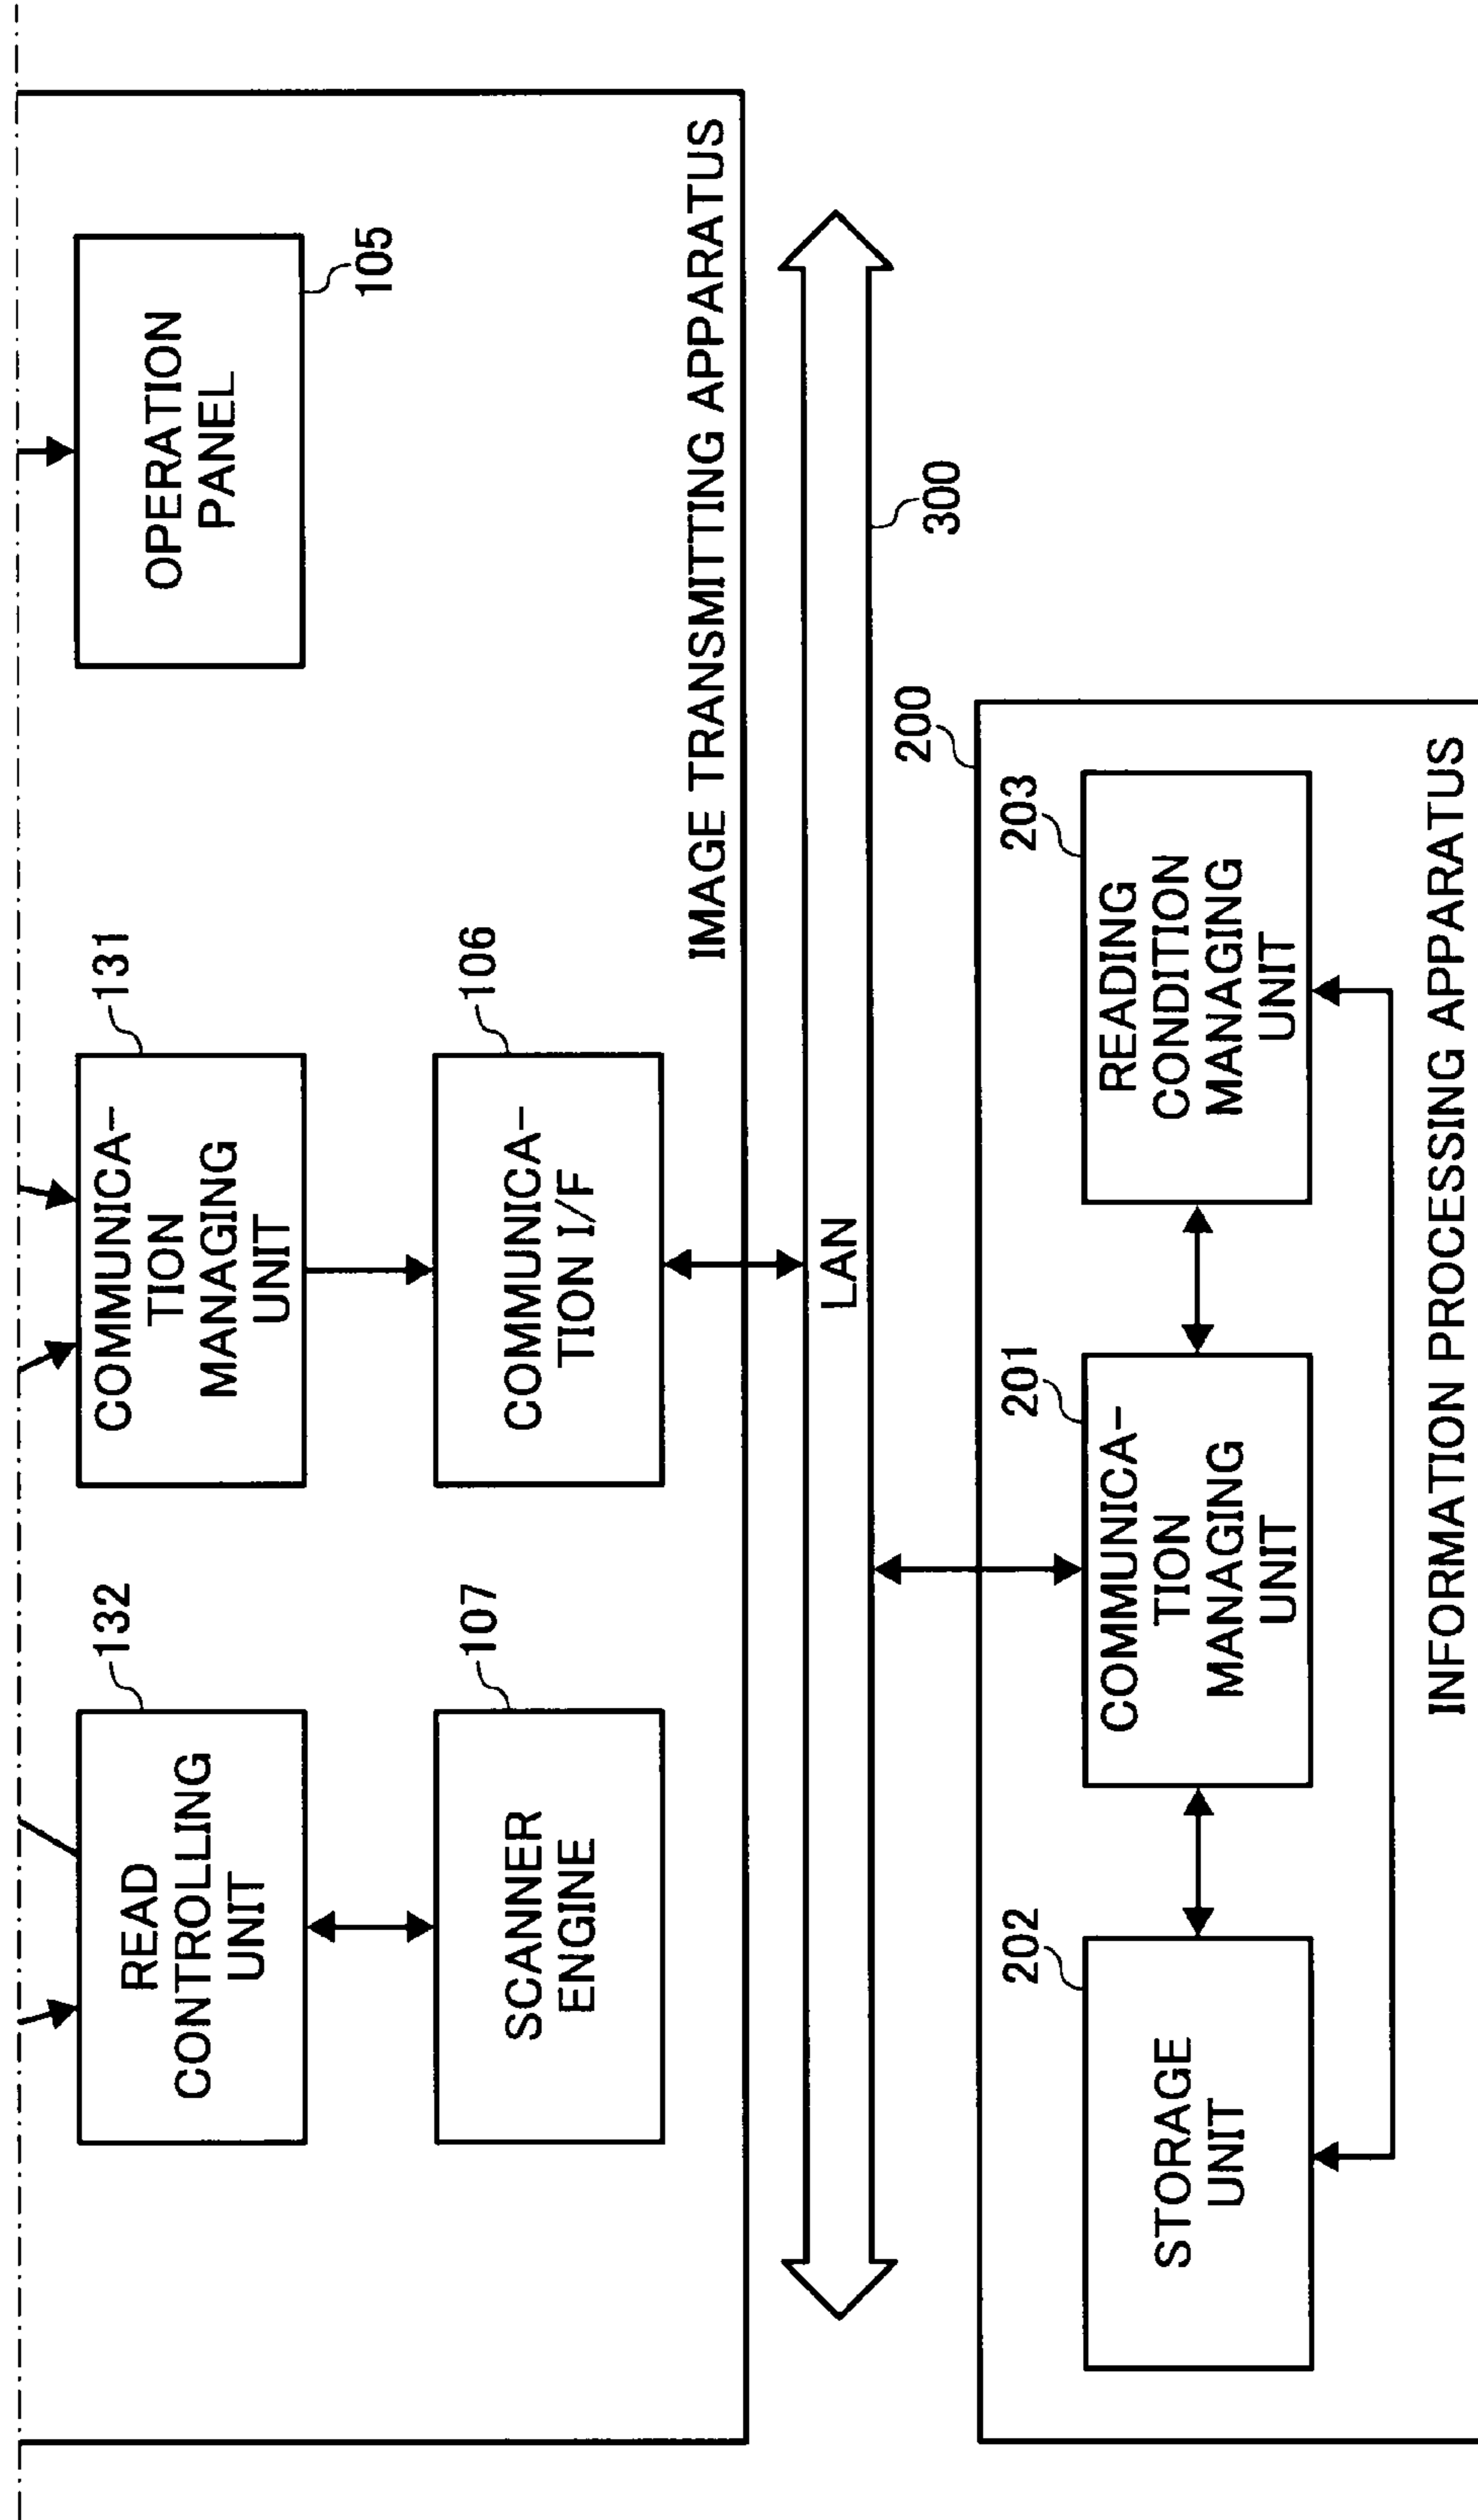 132
READ
CONTROLLING
UNIT
131
COMMUNICA-
TION
MANAGING
UNIT
OPERATION
PANEL
105
107
SCANNER
ENGINE
106
COMMUNICA-
TION I/F
IMAGE TRANSMITTING APPARATUS
LAN
300
200
202
STORAGE
UNIT
201
COMMUNICA-
TION
MANAGING
UNIT
203
READING
CONDITION
MANAGING
UNIT
INFORMATION PROCESSING APPARATUS